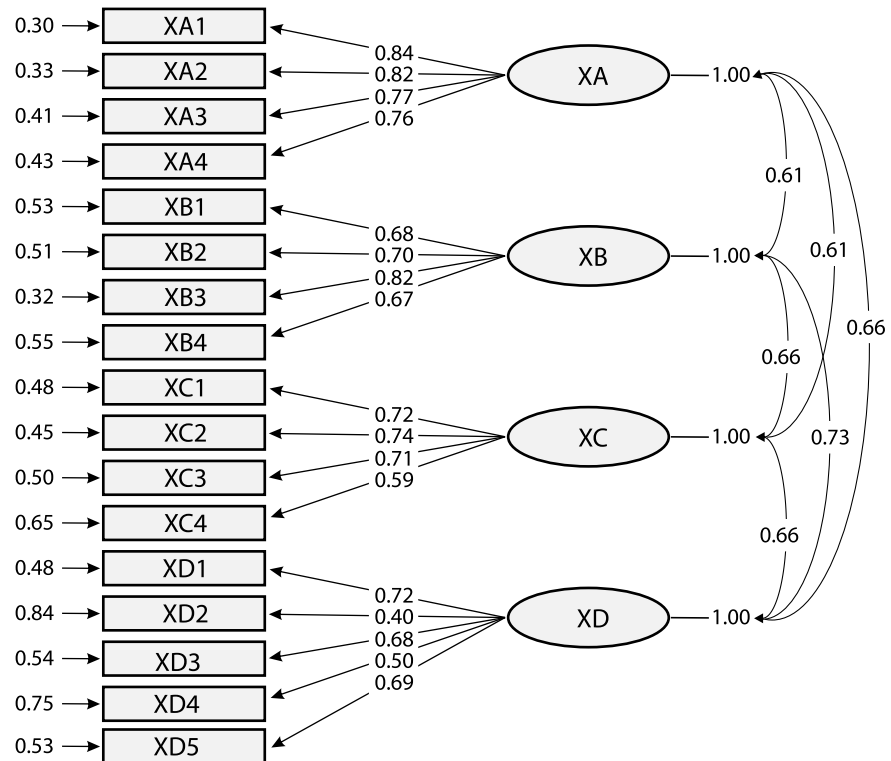 0.30 XA1
0.84
0.33 XA2 0.82 XA 1.00
0.77
0.41 XA3
0.76
0.43 XA4
0.61
0.53 XB1
0.68
0.51 XB2 0.70 XB 1.00 0.61
0.82
0.32 XB3
0.67
0.66
0.55 XB4
0.66
0.48 XC1
0.72
0.45 XC2 0.74 XC 1.00 0.73
0.71
0.50 XC3 0.59
0.65 XC4
0.66
0.48 XD1
0.72
0.84 XD2 0.40 XD 1.00
0.68
0.54 XD3 0.50
0.69
0.75 XD4
0.53 XD5